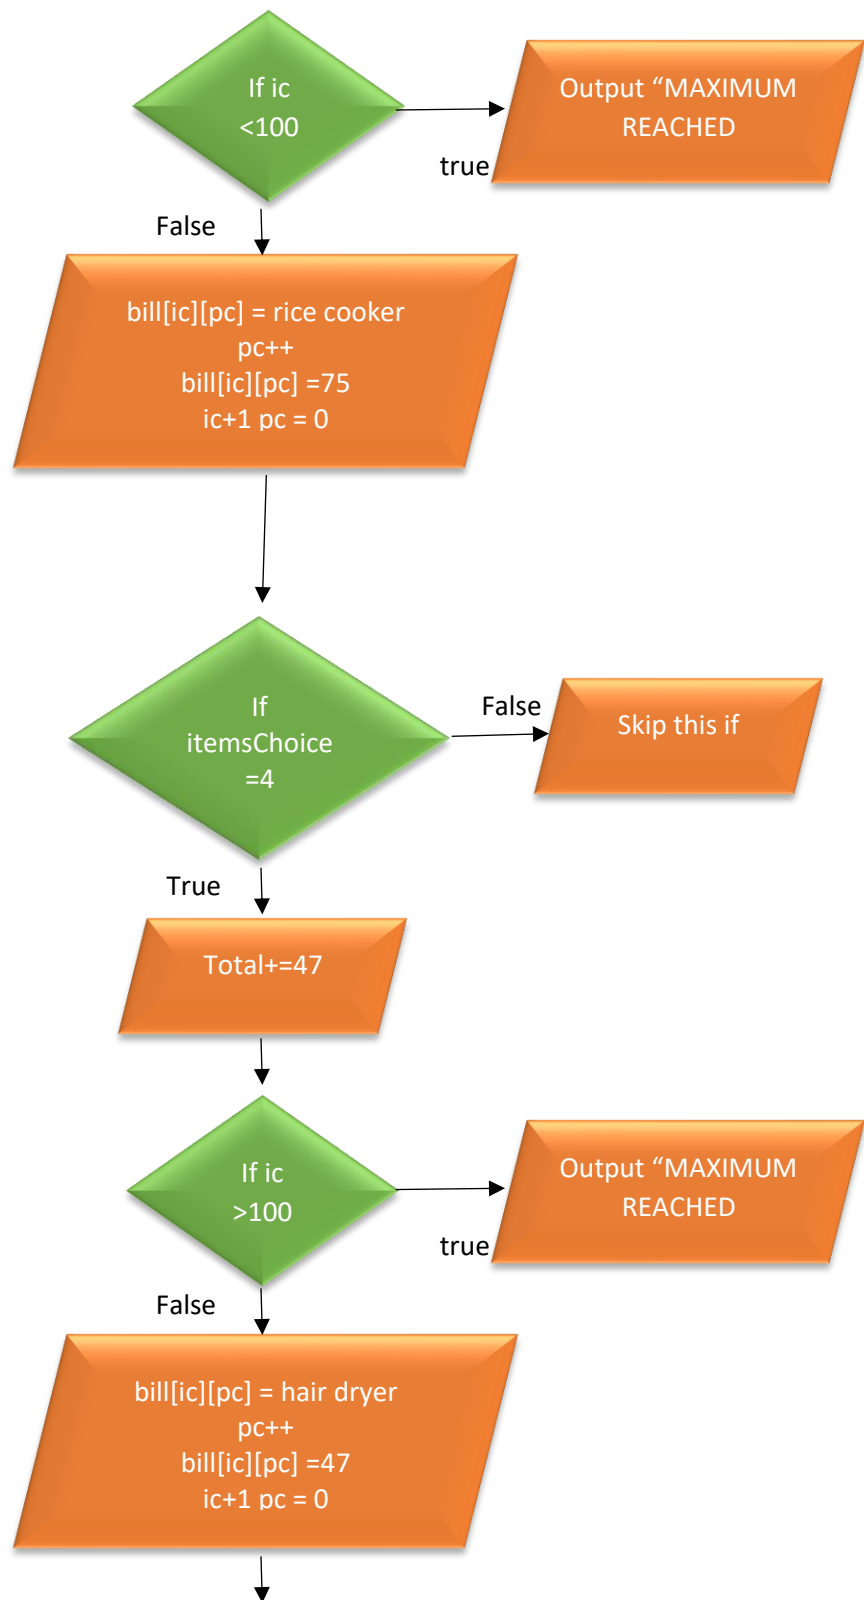 If ic
<100
Output “MAXIMUM
REACHED
true
False
bill[ic][pc] = rice cooker
pc++
bill[ic][pc] =75
ic+1 pc = 0
If
itemsChoice
=4
False
Skip this if
True
Total+=47
If ic
>100
Output “MAXIMUM
REACHED
true
False
bill[ic][pc] = hair dryer
pc++
bill[ic][pc] =47
ic+1 pc = 0